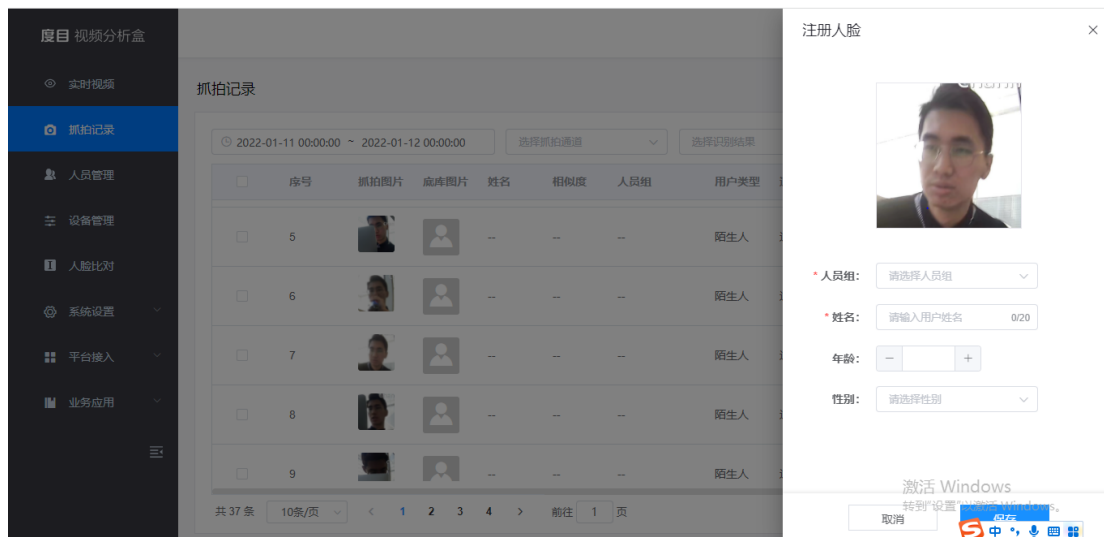 度目 视频分析盒
实时视频
抓拍记录
人员管理
设备管理
人脸比对
系统设置
平台接入
业务应用
抓拍记录
2022-01-11 00:00:00 ~ 2022-01-12 00:00:00 选择抓拍通道 选择识别结果
序号 抓拍图片 底库图片 姓名 相似度 人员组 用户类型
5 -- -- -- 陌生人
6 -- -- -- 陌生人
7 -- -- -- 陌生人
8 -- -- -- 陌生人
9 -- -- -- 陌生人
共 37 条 10条/页 < 1 2 3 4 > 前往 1 页
注册人脸
* 人员组: 请选择人员组
* 姓名: 请输入用户姓名 0/20
年龄: − +
性别: 请选择性别
激活 Windows
转到"设置"以激活 Windows。
取消 保存
中